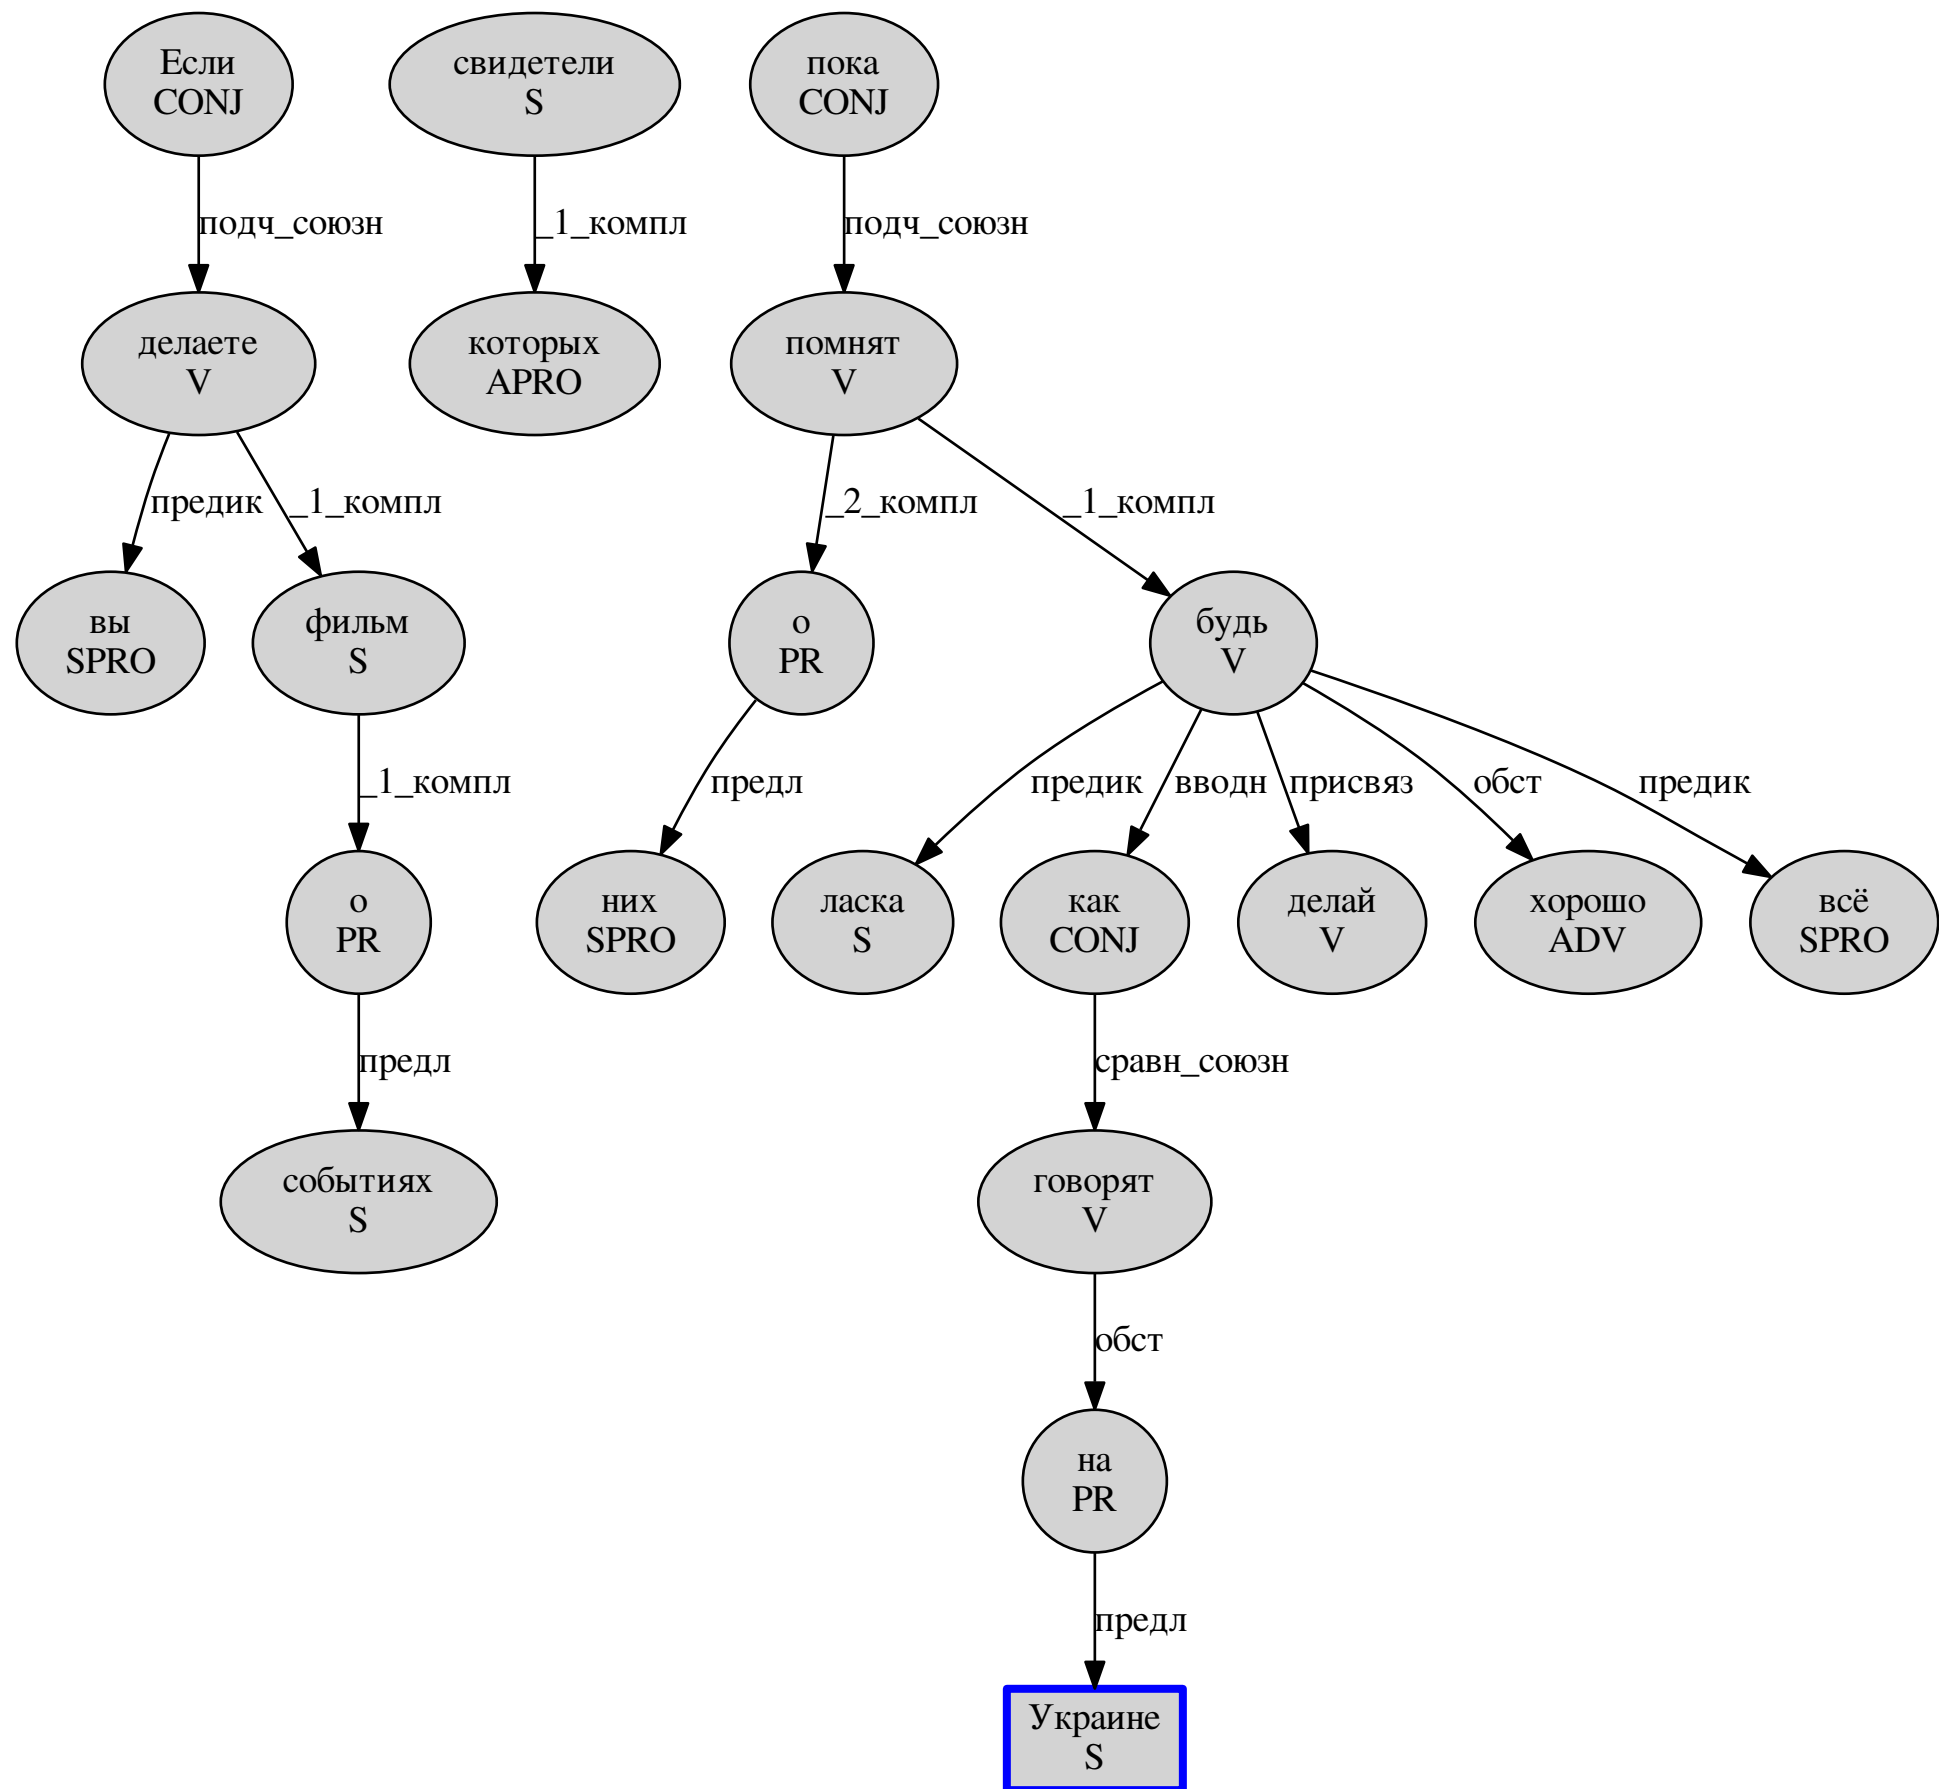 Если
CONJ
свидетели
S
пока
CONJ
подч_союзн
_1_компл
подч_союзн
делаете
V
которых
APRO
помнят
V
предик
_1_компл
_2_компл
_1_компл
вы
SPRO
фильм
S
о
PR
будь
V
_1_компл
предл
предик
вводн
присвяз
обст
предик
о
PR
них
SPRO
ласка
S
как
CONJ
делай
V
хорошо
ADV
всё
SPRO
предл
сравн_союзн
событиях
S
говорят
V
обст
на
PR
предл
Украине
S